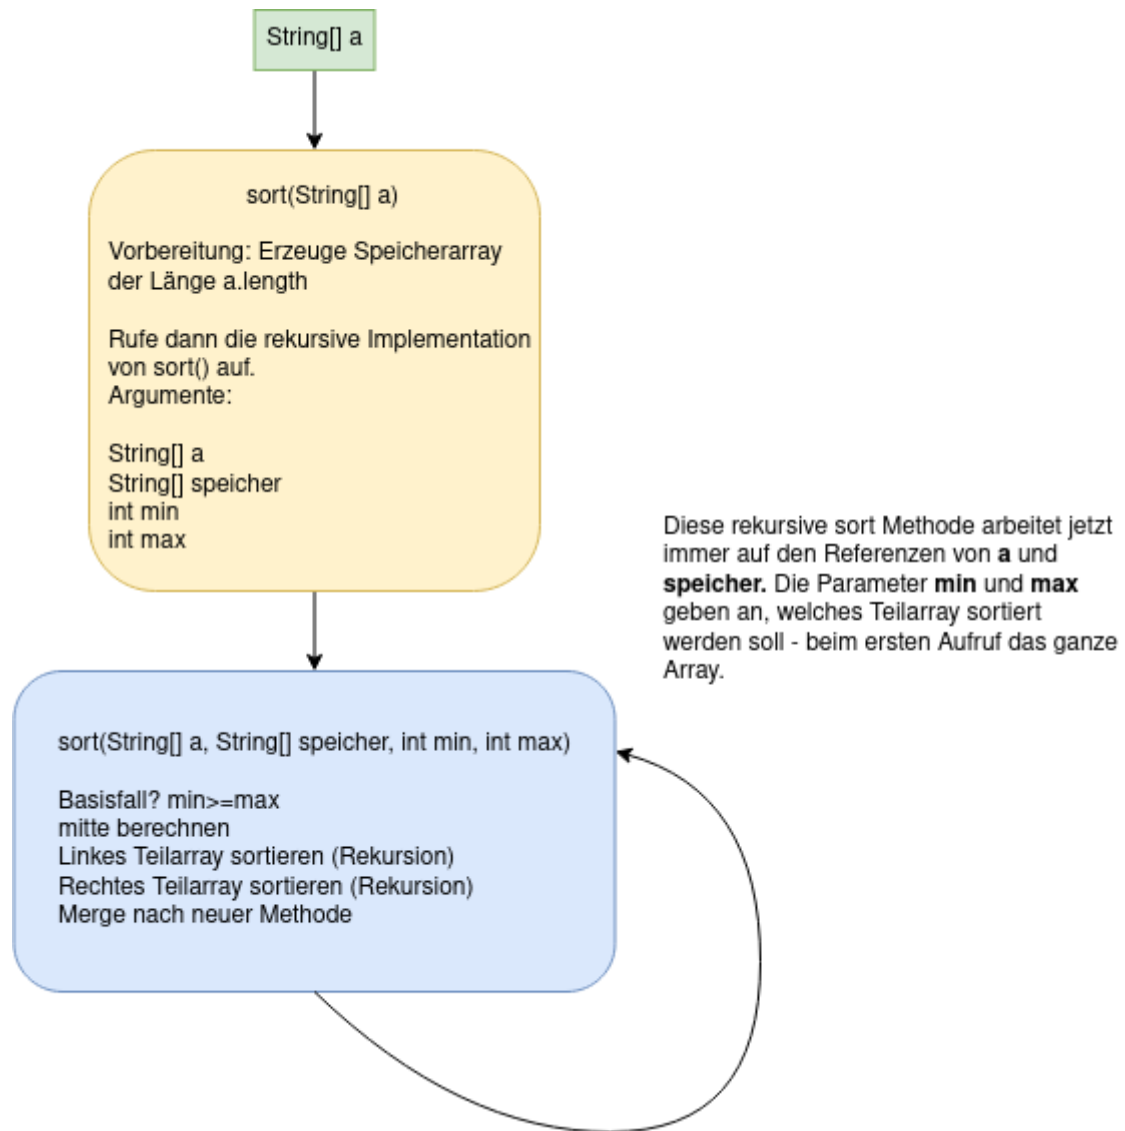 String[] a
sort(String[] a)
Vorbereitung: Erzeuge Speicherarray
der Länge a.length
Rufe dann die rekursive Implementation
von sort() auf.
Argumente:
String[] a
String[] speicher
int min
int max
Diese rekursive sort Methode arbeitet jetzt
immer auf den Referenzen von a und
speicher. Die Parameter min und max
geben an, welches Teilarray sortiert
werden soll - beim ersten Aufruf das ganze
Array.
sort(String[] a, String[] speicher, int min, int max)
Basisfall? min>=max
mitte berechnen
Linkes Teilarray sortieren (Rekursion)
Rechtes Teilarray sortieren (Rekursion)
Merge nach neuer Methode